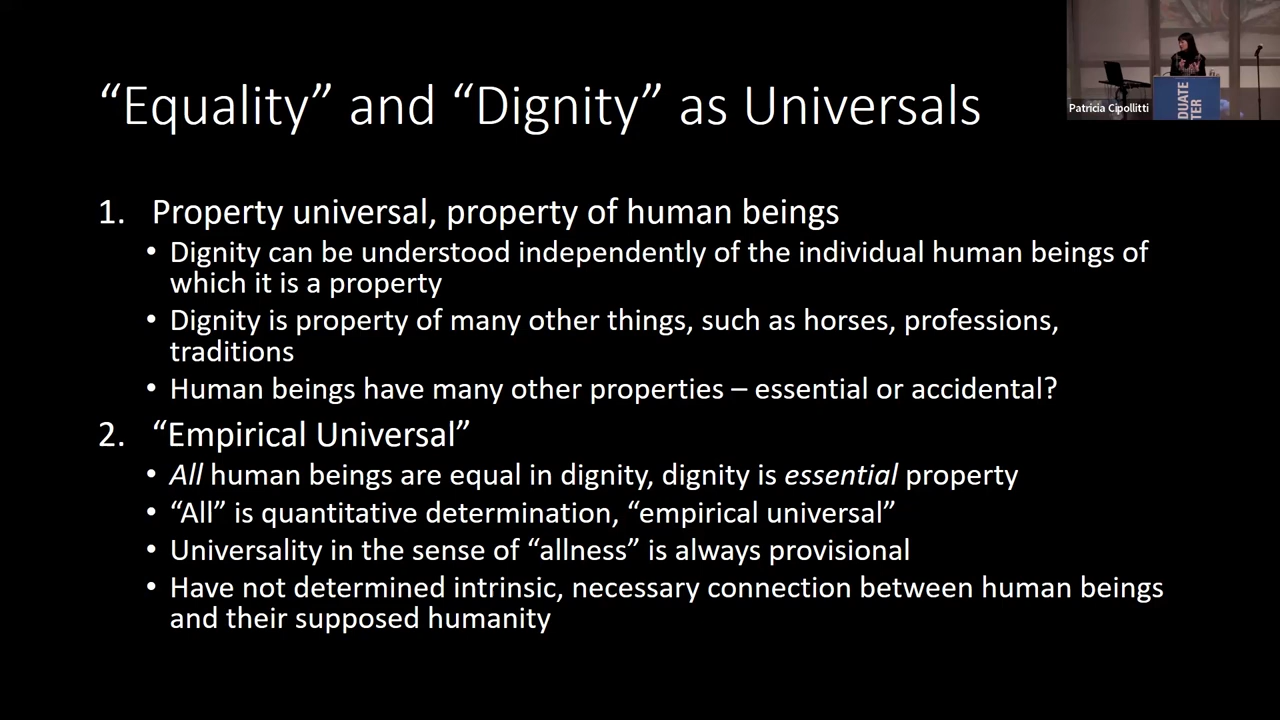 “Equality” and “Dignity” as Universals
Patricia Cipollitti
DUATE
TER
1. Property universal, property of human beings
• Dignity can be understood independently of the individual human beings of
which it is a property
• Dignity is property of many other things, such as horses, professions,
traditions
• Human beings have many other properties – essential or accidental?
2. “Empirical Universal”
• All human beings are equal in dignity, dignity is essential property
• “All” is quantitative determination, “empirical universal”
• Universality in the sense of “allness” is always provisional
• Have not determined intrinsic, necessary connection between human beings
and their supposed humanity